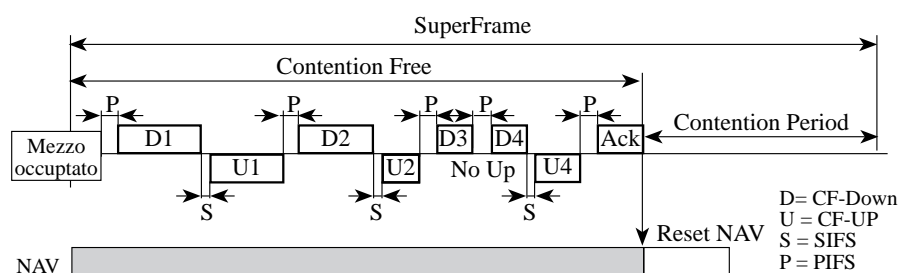 SuperFrame
Contention Free
P P P P P
D1 D2 D3 D4 Ack
Contention Period
Mezzo
occuptato
U1 U2 No Up U4
S S S
D= CF-Down
U = CF-UP
S = SIFS
P = PIFS
Reset NAV
NAV